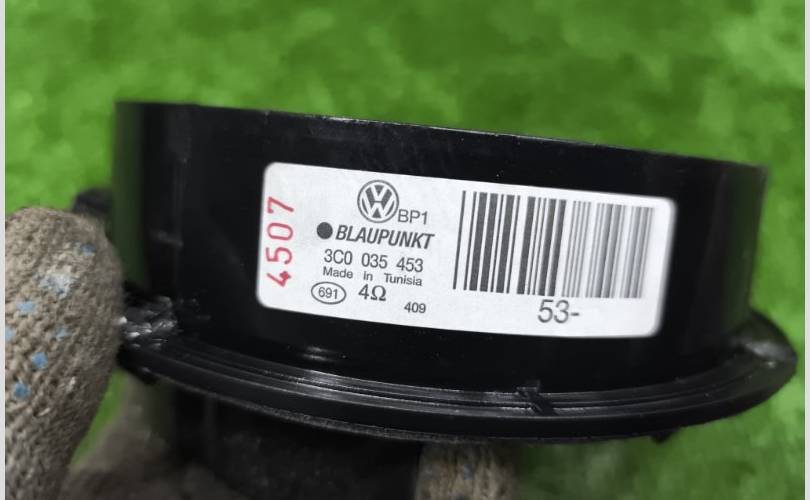 4507
BP1
BLAUPUNKT
3C0 035 453
Made in Tunisia
691 4Ω 409
53-